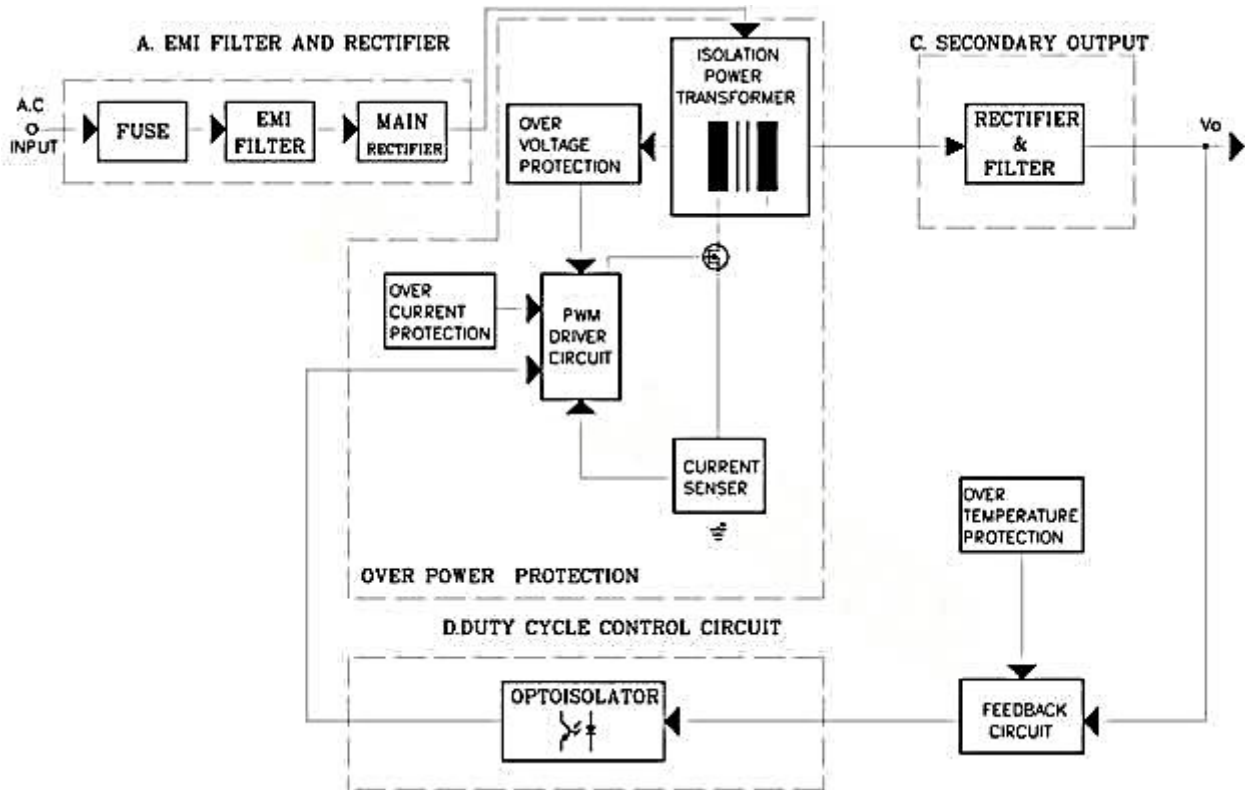 A. EMI FILTER AND RECTIFIER
A.C
INPUT
FUSE
EMI
FILTER
MAIN
RECTIFIER
OVER
VOLTAGE
PROTECTION
ISOLATION
POWER
TRANSFORMER
C. SECONDARY OUTPUT
RECTIFIER
&
FILTER
Vo
OVER
CURRENT
PROTECTION
PWM
DRIVER
CIRCUIT
CURRENT
SENSER
OVER
TEMPERATURE
PROTECTION
OVER POWER PROTECTION
D.DUTY CYCLE CONTROL CIRCUIT
OPTOISOLATOR
FEEDBACK
CIRCUIT